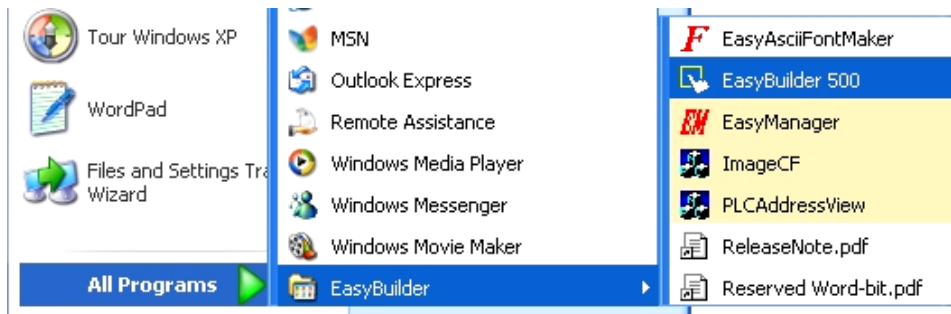 Tour Windows XP
WordPad
Files and Settings Tra
Wizard
All Programs
MSN
Outlook Express
Remote Assistance
Windows Media Player
Windows Messenger
Windows Movie Maker
EasyBuilder
EasyAsciiFontMaker
EasyBuilder 500
EasyManager
ImageCF
PLCAddressView
ReleaseNote.pdf
Reserved Word-bit.pdf